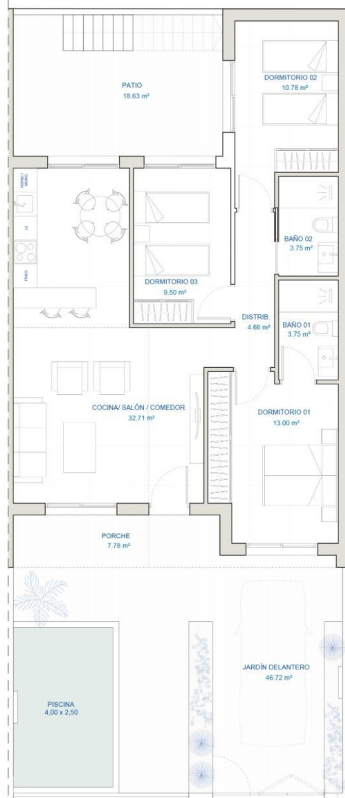 PATIO
18.63 m²
DORMITORIO 02
10.78 m²
BAÑO 02
3.75 m²
DORMITORIO 03
9.50 m²
DISTRIB.
4.66 m²
BAÑO 01
3.75 m²
COCINA/ SALÓN / COMEDOR
32.71 m²
DORMITORIO 01
13.00 m²
PORCHE
7.78 m²
JARDÍN DELANTERO
46.72 m²
PISCINA
4,00 x 2,50